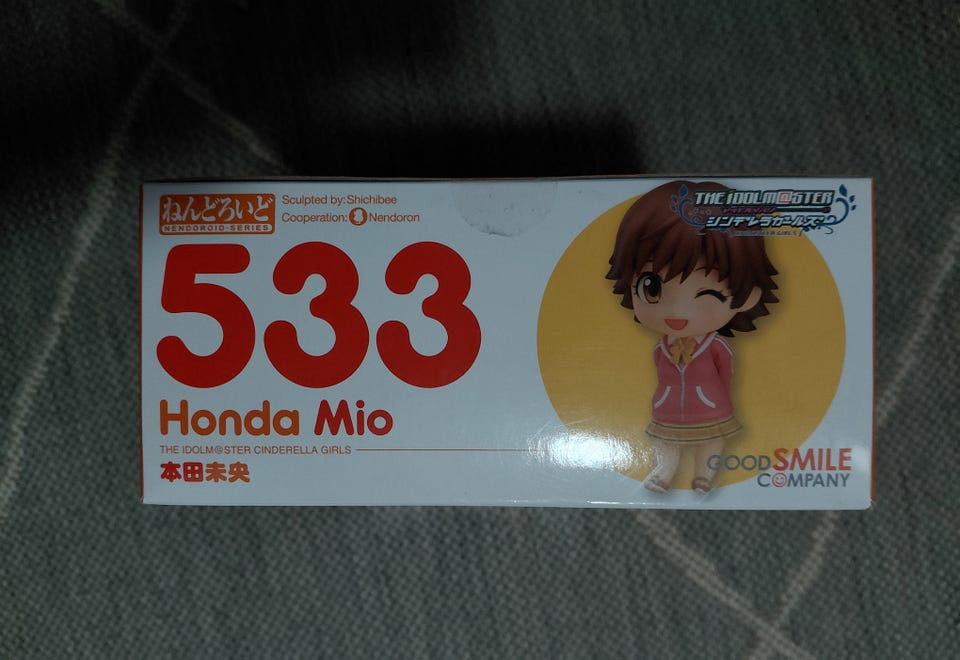 ねんどろいど
NENDOROID-SERIES
Sculpted by: Shichibee
Cooperation: Nendoron
533
Honda Mio
THE IDOLM@STER CINDERELLA GIRLS
本田未央
THE IDOLM@STER
シンデレラガールズ
GOOD SMILE
COMPANY